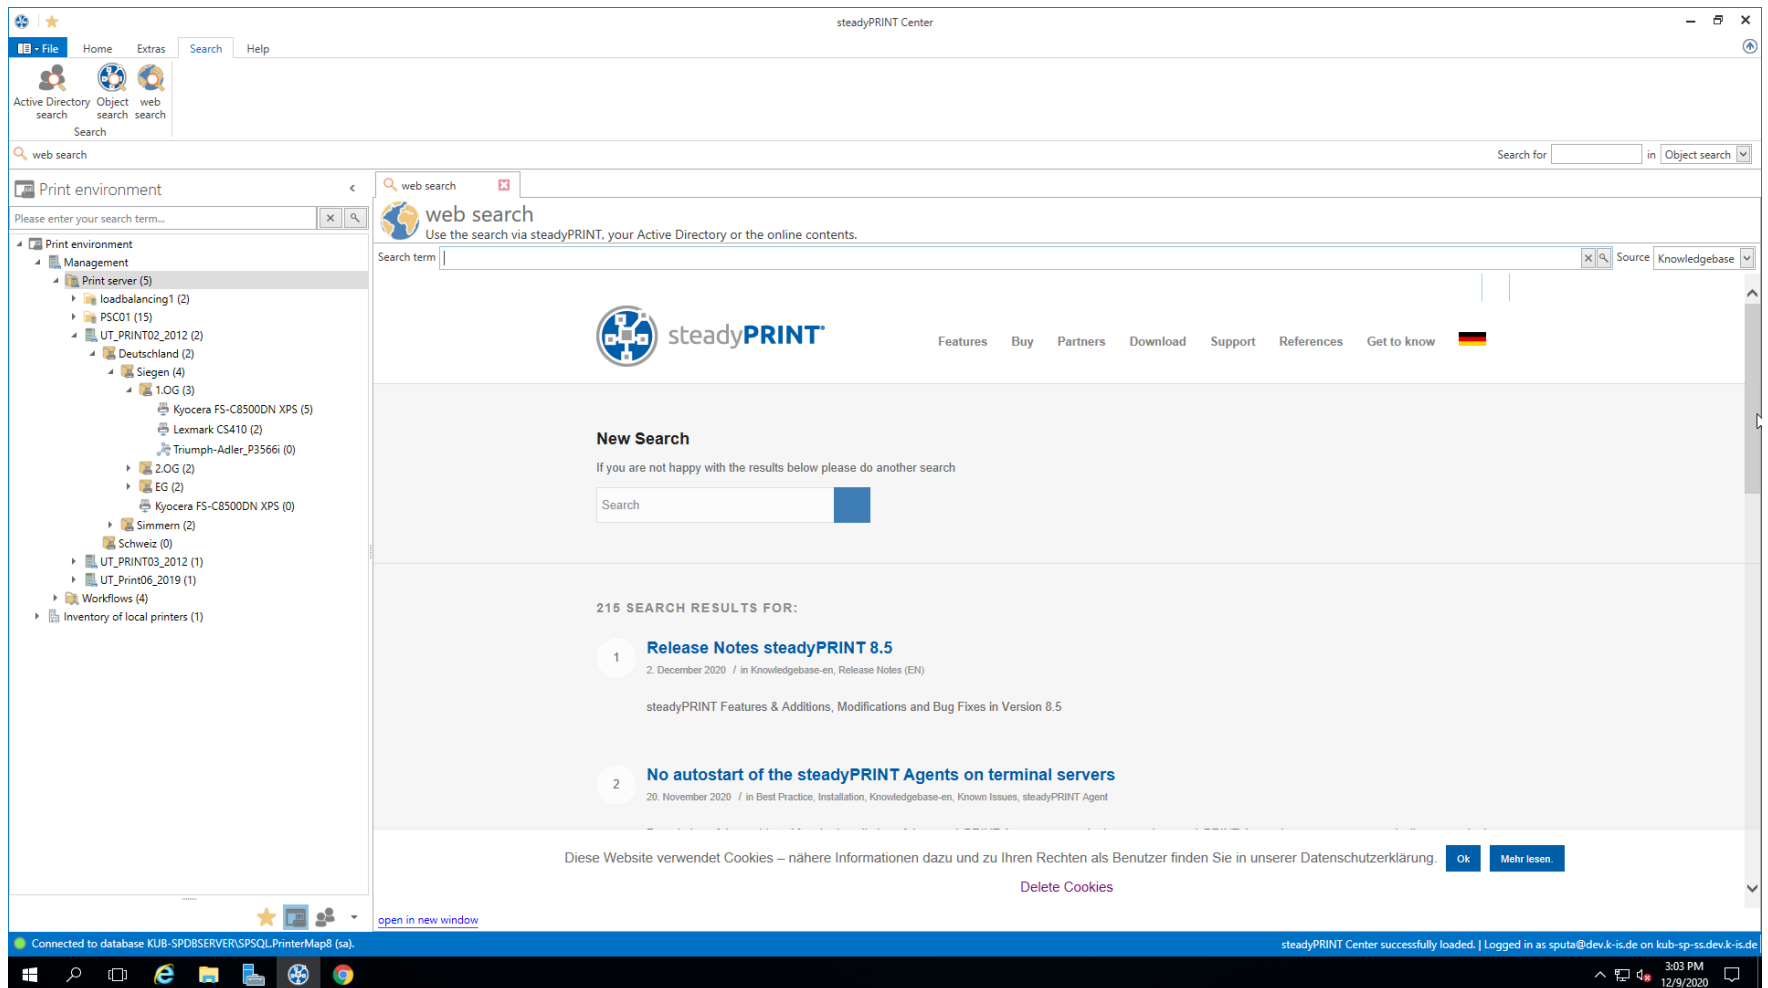 steadyPRINT Center
File Home Extras Search Help
Active Directory search
Object search
web search
Search
web search
Search for in Object search
Print environment
Please enter your search term...
Print environment
Management
Print server (5)
loadbalancing1 (2)
PSC01 (15)
UT_PRINT02_2012 (2)
Deutschland (2)
Siegen (4)
1.OG (3)
Kyocera FS-C8500DN XPS (5)
Lexmark CS410 (2)
Triumph-Adler_P3566i (0)
2.OG (2)
EG (2)
Kyocera FS-C8500DN XPS (0)
Simmern (2)
Schweiz (0)
UT_PRINT03_2012 (1)
UT_Print06_2019 (1)
Workflows (4)
Inventory of local printers (1)
web search
web search
Use the search via steadyPRINT, your Active Directory or the online contents.
Search term
Source Knowledgebase
steadyPRINT®
Features Buy Partners Download Support References Get to know
New Search
If you are not happy with the results below please do another search
Search
215 SEARCH RESULTS FOR:
1
Release Notes steadyPRINT 8.5
2. December 2020 / in Knowledgebase-en, Release Notes (EN)
steadyPRINT Features & Additions, Modifications and Bug Fixes in Version 8.5
2
No autostart of the steadyPRINT Agents on terminal servers
20. November 2020 / in Best Practice, Installation, Knowledgebase-en, Known Issues, steadyPRINT Agent
Diese Website verwendet Cookies – nähere Informationen dazu und zu Ihren Rechten als Benutzer finden Sie in unserer Datenschutzerklärung. Ok Mehr lesen.
Delete Cookies
open in new window
Connected to database KUB-SPDBSERVER\SPSQL.PrinterMap8 (sa).
steadyPRINT Center successfully loaded. | Logged in as sputa@dev.k-is.de on kub-sp-ss.dev.k-is.de
3:03 PM
12/9/2020